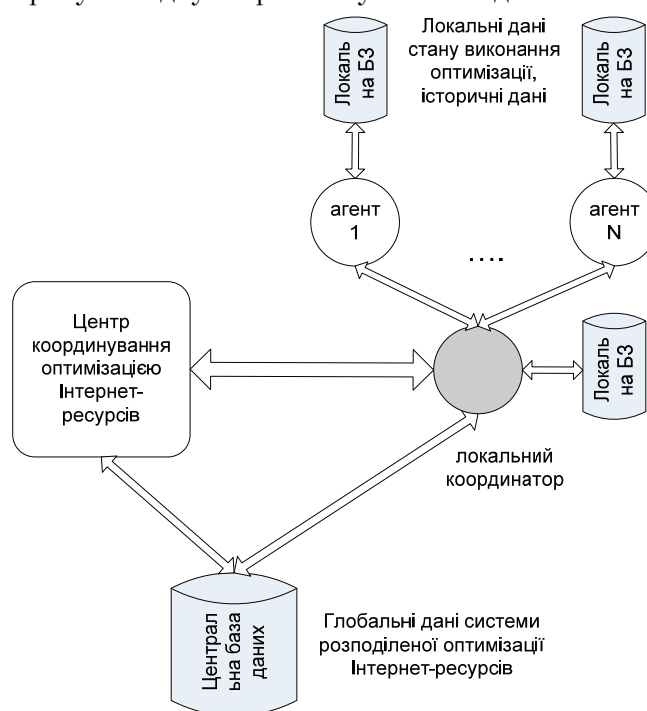 Локаль
на БЗ
Локальні дані
стану виконання
оптимізації,
історичні дані
Локаль
на БЗ
агент
1
....
агент
N
Центр
координування
оптимізацією
Інтернет-
ресурсів
Локаль
на БЗ
локальний
координатор
Централ
ьна база
даних
Глобальні дані системи
розподіленої оптимізації
Інтернет-ресурсів